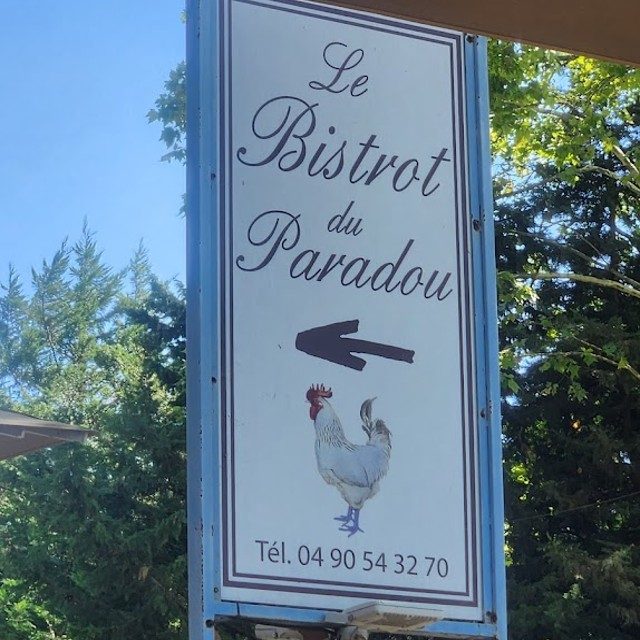 Le
Bistrot
du
Paradou
Tél. 04 90 54 32 70